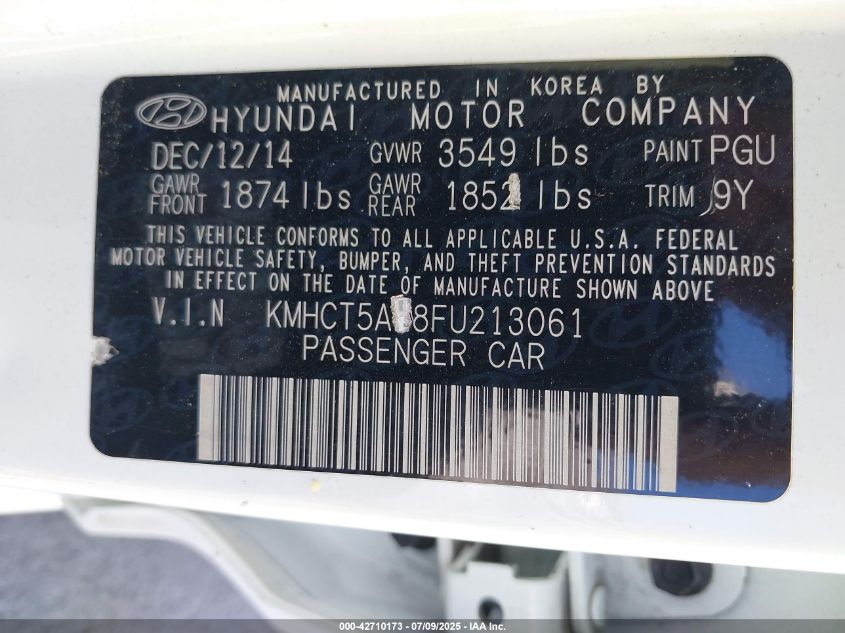 MANUFACTURED IN KOREA BY
HYUNDAI MOTOR COMPANY
DEC/12/14 GVWR 3549 lbs PAINT PGU
GAWR FRONT 1874 lbs GAWR REAR 1852 lbs TRIM 9Y
THIS VEHICLE CONFORMS TO ALL APPLICABLE U.S.A. FEDERAL
MOTOR VEHICLE SAFETY, BUMPER, AND THEFT PREVENTION STANDARDS
IN EFFECT ON THE DATE OF MANUFACTURE SHOWN ABOVE
V.I.N
PASSENGER CAR
000-42710173 - 07/09/2025 - IAA Inc.